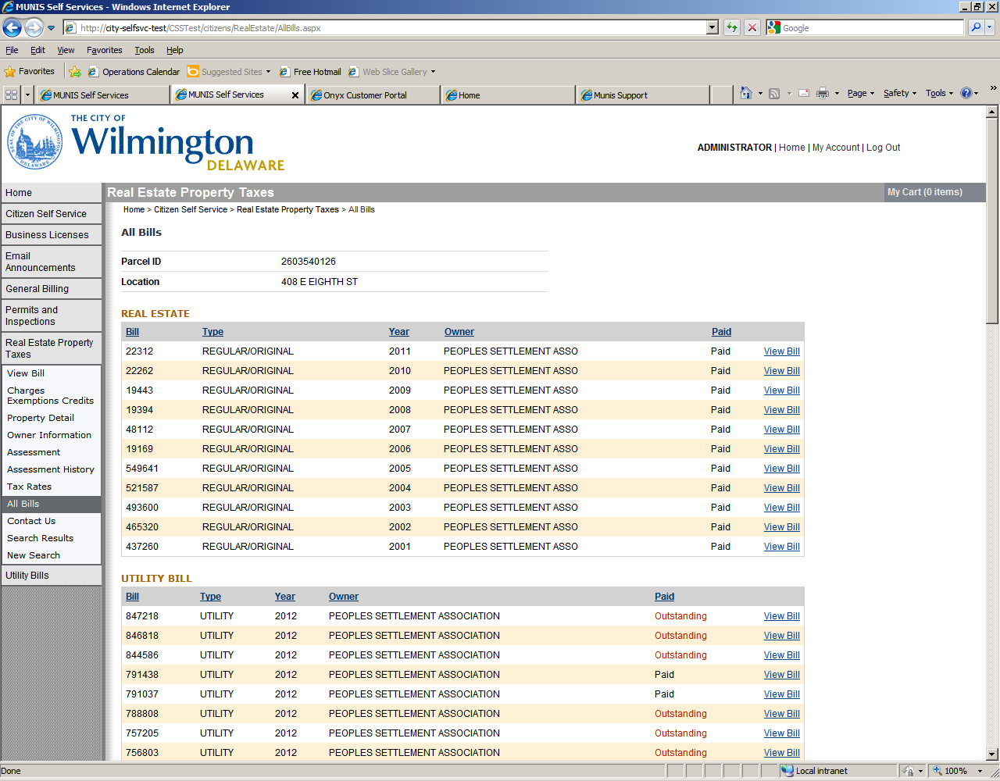 MUNIS Self Services - Windows Internet Explorer
http://city-selfsvc-test/CSSTest/citizens/RealEstate/AllBills.aspx
Google
File Edit View Favorites Tools Help
Favorites Operations Calendar Suggested Sites Free Hotmail Web Slice Gallery
MUNIS Self Services MUNIS Self Services Onyx Customer Portal Home Munis Support Page Safety Tools
THE CITY OF
Wilmington
DELAWARE
ADMINISTRATOR | Home | My Account | Log Out
Real Estate Property Taxes My Cart (0 items)
Home
Citizen Self Service
Business Licenses
Email
Announcements
General Billing
Permits and
Inspections
Real Estate Property
Taxes
View Bill
Charges
Exemptions Credits
Property Detail
Owner Information
Assessment
Assessment History
Tax Rates
All Bills
Contact Us
Search Results
New Search
Utility Bills
Home > Citizen Self Service > Real Estate Property Taxes > All Bills
All Bills
Parcel ID 2603540126
Location 408 E EIGHTH ST
REAL ESTATE
Bill Type Year Owner Paid
22312 REGULAR/ORIGINAL 2011 PEOPLES SETTLEMENT ASSO Paid View Bill
22262 REGULAR/ORIGINAL 2010 PEOPLES SETTLEMENT ASSO Paid View Bill
19443 REGULAR/ORIGINAL 2009 PEOPLES SETTLEMENT ASSO Paid View Bill
19394 REGULAR/ORIGINAL 2008 PEOPLES SETTLEMENT ASSO Paid View Bill
48112 REGULAR/ORIGINAL 2007 PEOPLES SETTLEMENT ASSO Paid View Bill
19169 REGULAR/ORIGINAL 2006 PEOPLES SETTLEMENT ASSO Paid View Bill
549641 REGULAR/ORIGINAL 2005 PEOPLES SETTLEMENT ASSO Paid View Bill
521587 REGULAR/ORIGINAL 2004 PEOPLES SETTLEMENT ASSO Paid View Bill
493600 REGULAR/ORIGINAL 2003 PEOPLES SETTLEMENT ASSO Paid View Bill
465320 REGULAR/ORIGINAL 2002 PEOPLES SETTLEMENT ASSO Paid View Bill
437260 REGULAR/ORIGINAL 2001 PEOPLES SETTLEMENT ASSO Paid View Bill
UTILITY BILL
Bill Type Year Owner Paid
847218 UTILITY 2012 PEOPLES SETTLEMENT ASSOCIATION Outstanding View Bill
846818 UTILITY 2012 PEOPLES SETTLEMENT ASSOCIATION Outstanding View Bill
844586 UTILITY 2012 PEOPLES SETTLEMENT ASSOCIATION Outstanding View Bill
791438 UTILITY 2012 PEOPLES SETTLEMENT ASSOCIATION Paid View Bill
791037 UTILITY 2012 PEOPLES SETTLEMENT ASSOCIATION Paid View Bill
788808 UTILITY 2012 PEOPLES SETTLEMENT ASSOCIATION Outstanding View Bill
757205 UTILITY 2012 PEOPLES SETTLEMENT ASSOCIATION Outstanding View Bill
756803 UTILITY 2012 PEOPLES SETTLEMENT ASSOCIATION Outstanding View Bill
Done Local intranet 100%